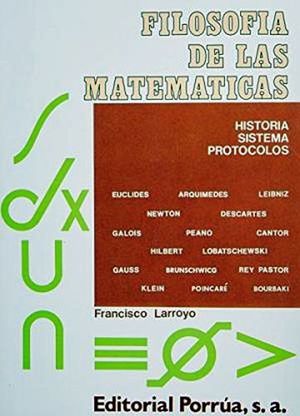 FILOSOFIA
DE LAS
MATEMATICAS
HISTORIA
SISTEMA
PROTOCOLOS
EUCLIDES ARQUIMEDES LEIBNIZ
NEWTON DESCARTES
GALOIS PEANO CANTOR
HILBERT LOBATSCHEWSKI
GAUSS BRUNSCHWICG REY PASTOR
KLEIN POINCARÉ BOURBAKI
Francisco Larroyo
∫
dx
∪
∩ = ∅ >
Editorial Porrúa, s. a.